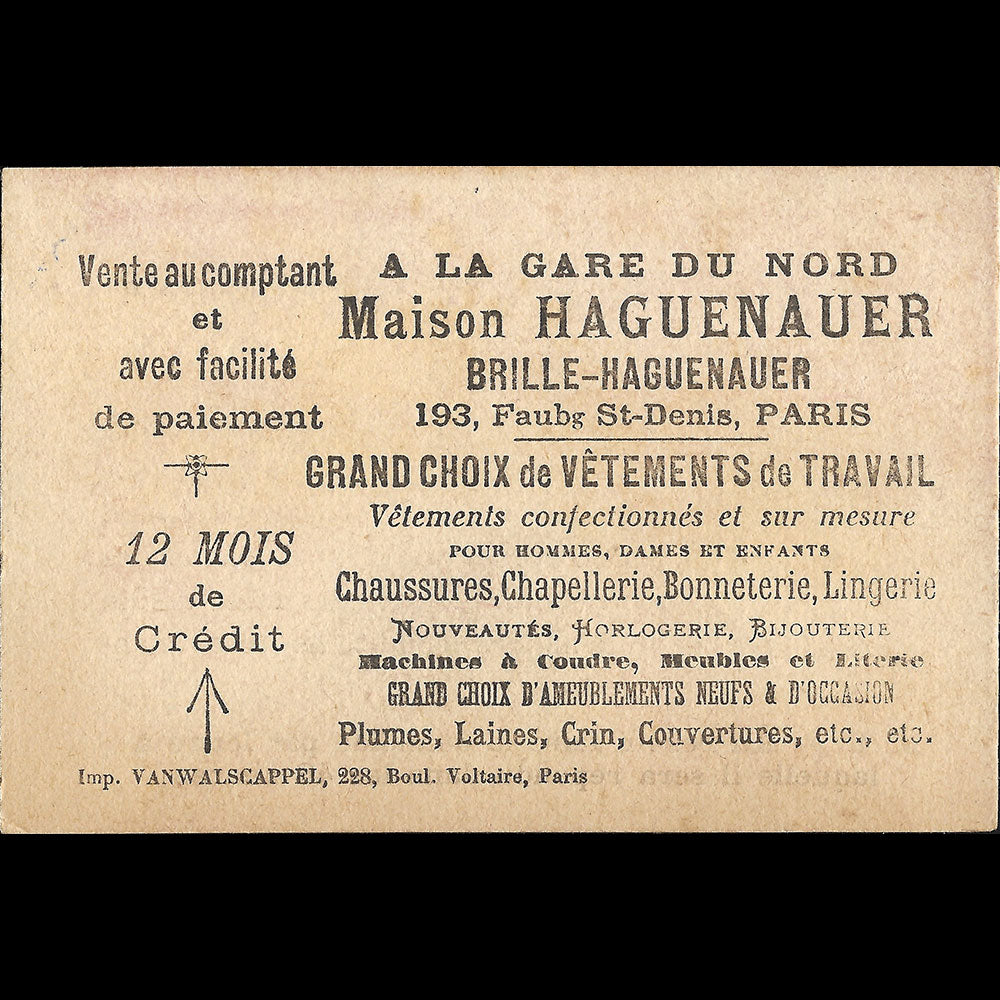 Vente au comptant
et
avec facilité
de paiement
12 MOIS
de
Crédit
A LA GARE DU NORD
Maison HAGUENAUER
BRILLE-HAGUENAUER
193, Faubg St-Denis, PARIS
GRAND CHOIX de VÊTEMENTS de TRAVAIL
Vêtements confectionnés et sur mesure
POUR HOMMES, DAMES ET ENFANTS
Chaussures, Chapellerie, Bonneterie, Lingerie
NOUVEAUTÉS, HORLOGERIE, BIJOUTERIE
Machines à Coudre, Meubles et Literie
GRAND CHOIX D'AMEUBLEMENTS NEUFS & D'OCCASION
Plumes, Laines, Crin, Couvertures, etc., etc.
Imp. VANWALSCAPPEL, 228, Boul. Voltaire, Paris